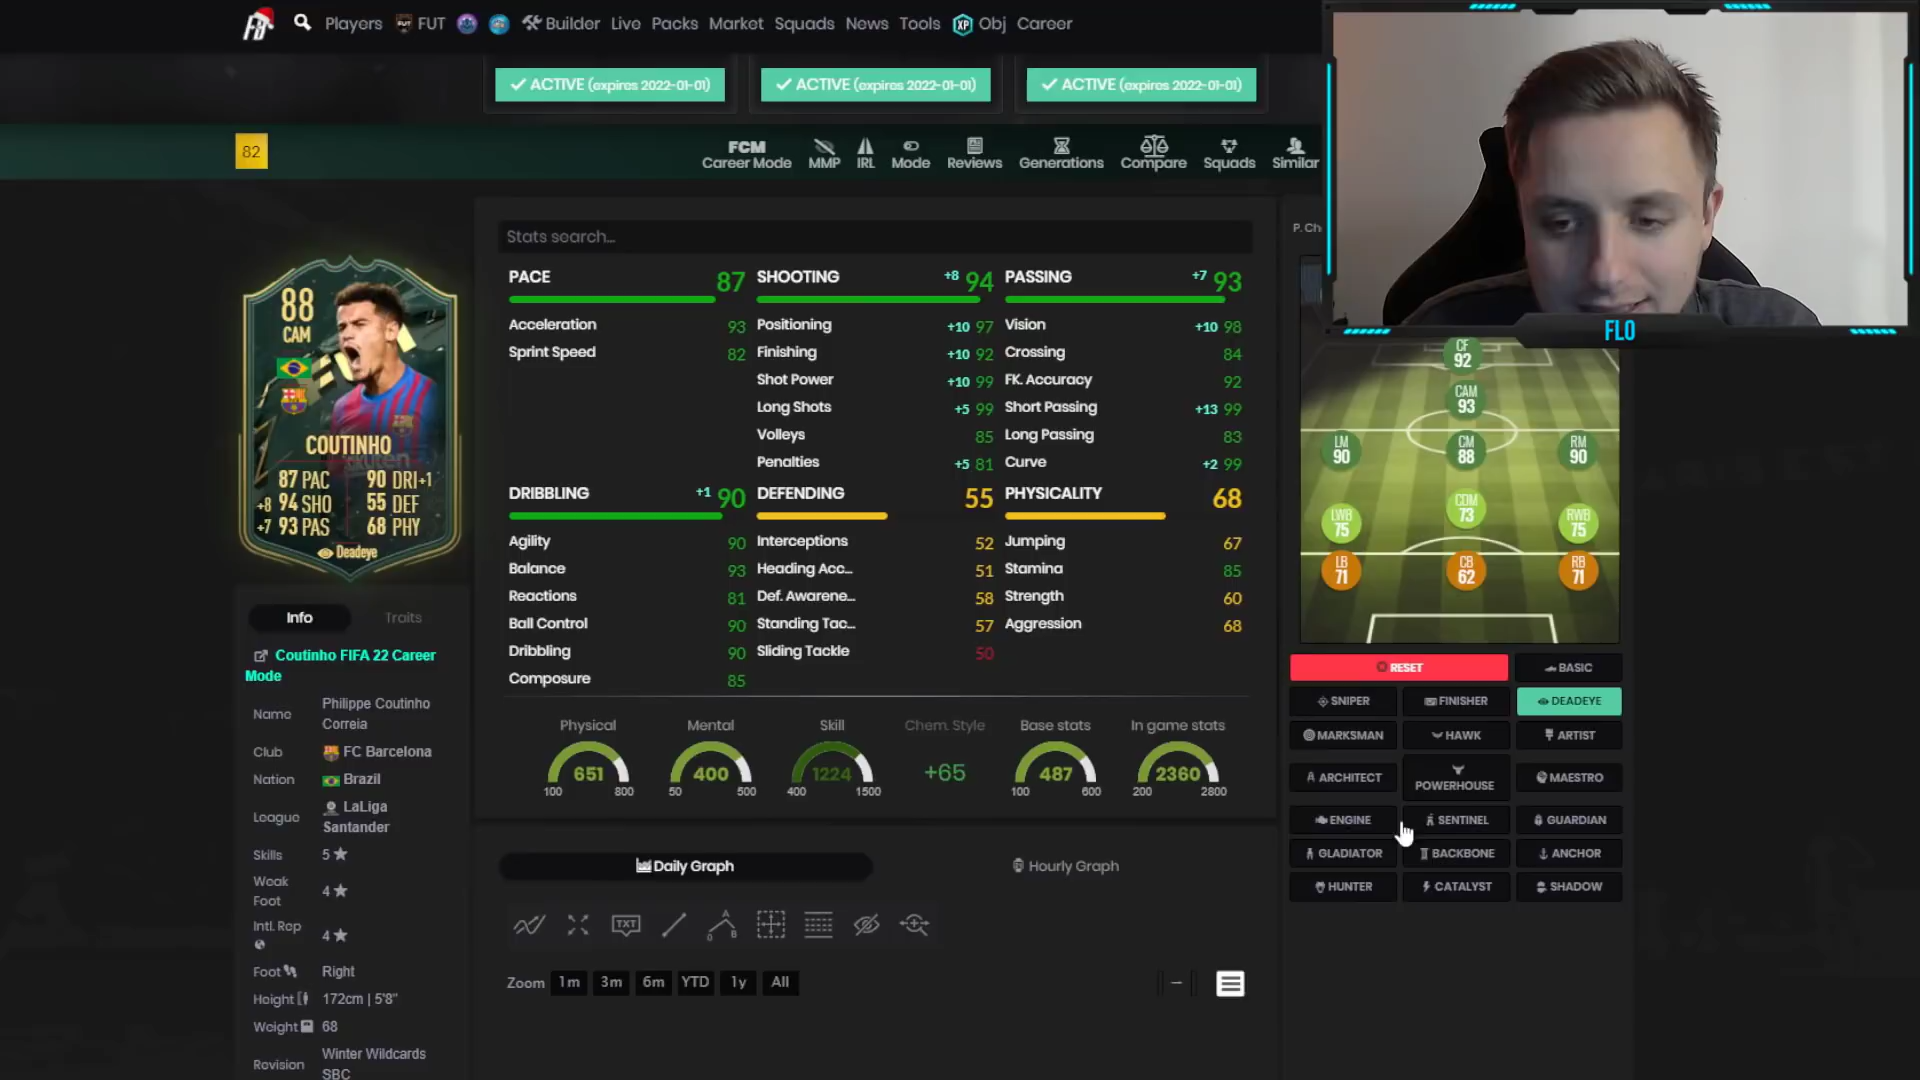 Players FUT Builder Live Packs Market Squads News Tools XP Obj Career
ACTIVE (expires 2022-01-01) ACTIVE (expires 2022-01-01) ACTIVE (expires 2022-01-01)
82
FCM
Career Mode MMP IRL Mode Reviews Generations Compare Squads Similar
Stats search...
P. Ch
FLO
88
CAM
COUTINHO
87 PAC 90 DRI+1
+8 94 SHO 55 DEF
+7 93 PAS 68 PHY
Deadeye
PACE 87 SHOOTING +8 94 PASSING +7 93
Acceleration 93 Positioning +10 97 Vision +10 98
Sprint Speed 82 Finishing +10 92 Crossing 84
Shot Power +10 99 FK. Accuracy 92
Long Shots +5 99 Short Passing +13 99
Volleys 85 Long Passing 83
Penalties +5 81 Curve +2 99
DRIBBLING +1 90 DEFENDING 55 PHYSICALITY 68
Agility 90 Interceptions 52 Jumping 67
Balance 93 Heading Acc... 51 Stamina 85
Reactions 81 Def. Awarene... 58 Strength 60
Ball Control 90 Standing Tac... 57 Aggression 68
Dribbling 90 Sliding Tackle 50
Composure 85
Physical Mental Skill Chem. Style Base stats In game stats
651 400 1224 +65 487 2360
100 800 50 500 400 1500 100 600 200 2800
CF
92
CAM
93
LM
90
CM
88
RM
90
LWB
75
CDM
73
RWB
75
LB
71
CB
62
RB
71
RESET BASIC
SNIPER FINISHER DEADEYE
MARKSMAN HAWK ARTIST
ARCHITECT POWERHOUSE MAESTRO
ENGINE SENTINEL GUARDIAN
GLADIATOR BACKBONE ANCHOR
HUNTER CATALYST SHADOW
Info Traits
Coutinho FIFA 22 Career
Mode
Name Philippe Coutinho
Correia
Club FC Barcelona
Nation Brazil
League LaLiga
Santander
Skills 5
Weak
Foot 4
Intl. Rep 4
Foot Right
Height 172cm | 5'8"
Weight 68
Revision Winter Wildcards
SBC
Daily Graph Hourly Graph
TXT
Zoom 1m 3m 6m YTD 1y All